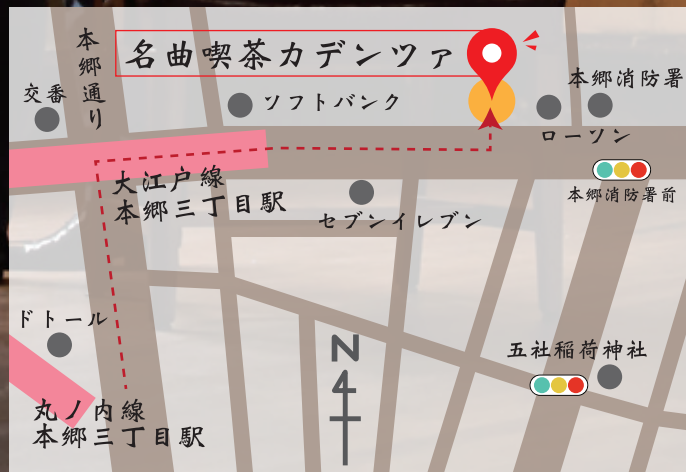 本郷通り
名曲喫茶カデンツァ
交番
ソフトバンク
本郷消防署
ローソン
大江戸線
本郷三丁目駅
本郷消防署前
セブンイレブン
ドトール
N
五社稲荷神社
丸ノ内線
本郷三丁目駅